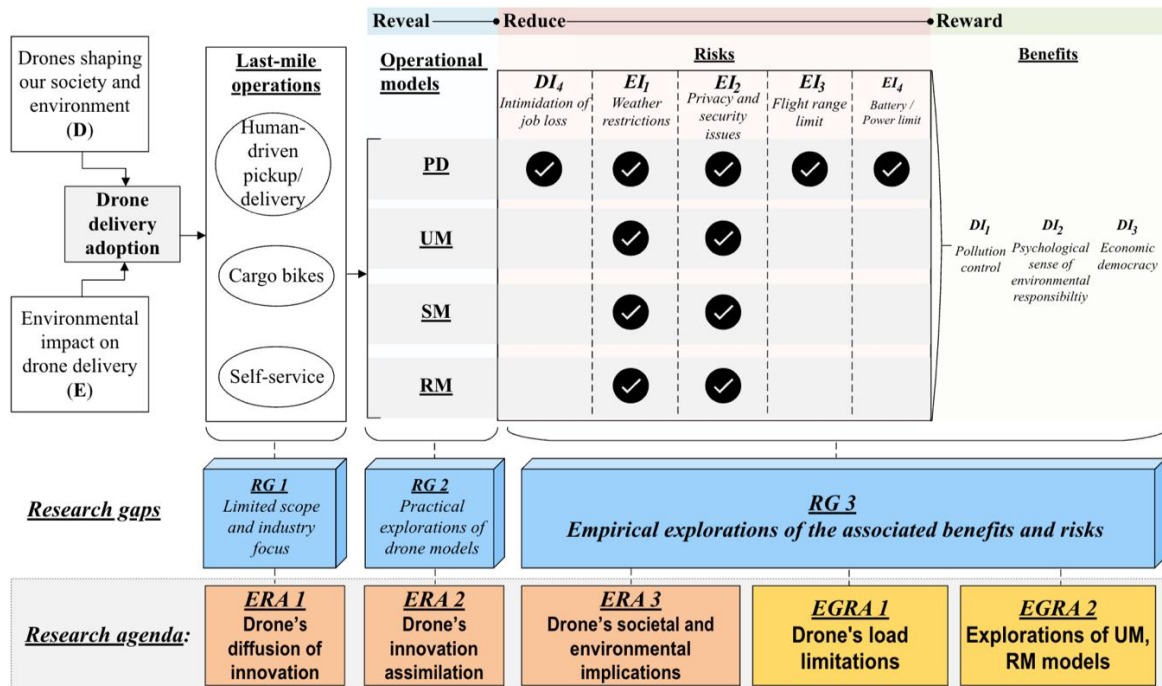 Reveal
Reduce
Reward
Drones shaping
our society and
environment
(D)
Drone
delivery
adoption
Environmental
impact on
drone delivery
(E)
Last-mile
operations
Human-
driven
pickup/
delivery
Cargo bikes
Self-service
Operational
models
PD
UM
SM
RM
Risks
DI4
Intimidation of
job loss
EI1
Weather
restrictions
EI2
Privacy and
security
issues
EI3
Flight range
limit
EI4
Battery /
Power limit
Benefits
DI1
Pollution
control
DI2
Psychological
sense of
environmental
responsibiltiy
DI3
Economic
democracy
Research gaps
RG 1
Limited scope
and industry
focus
RG 2
Practical
explorations of
drone models
RG 3
Empirical explorations of the associated benefits and risks
Research agenda:
ERA 1
Drone’s
diffusion of
innovation
ERA 2
Drone’s
innovation
assimilation
ERA 3
Drone’s societal and
environmental
implications
EGRA 1
Drone's load
limitations
EGRA 2
Explorations of UM,
RM models